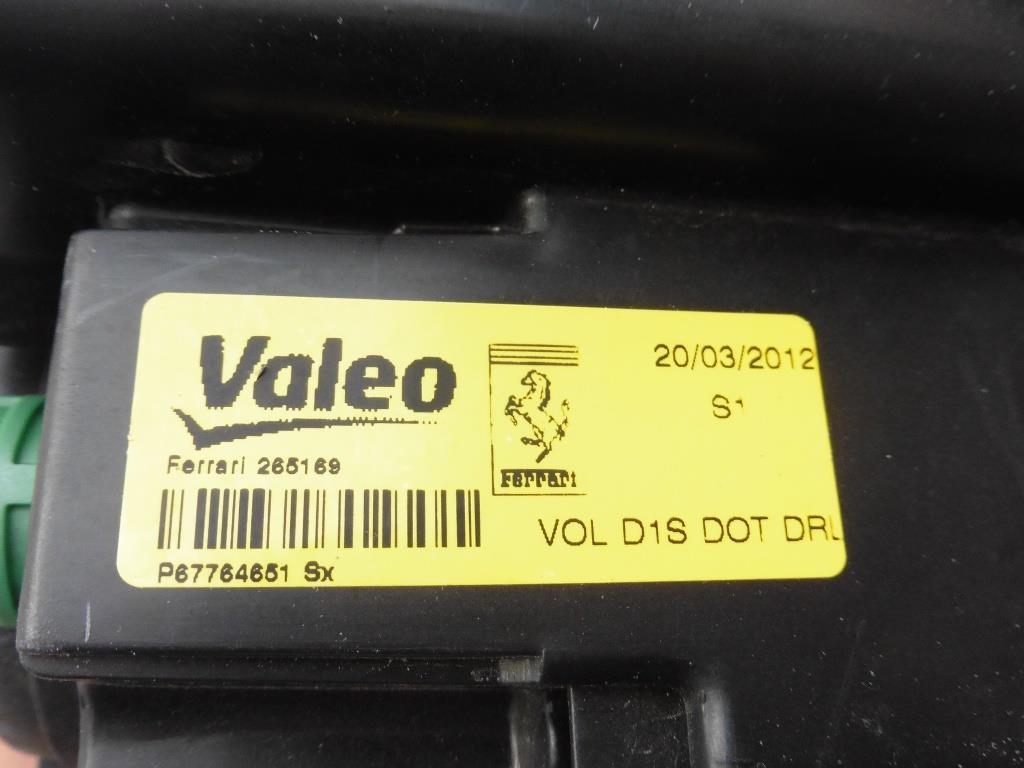 Valeo
Ferrari 265169
P67764651 Sx
Ferrari
20/03/2012
S1
VOL D1S DOT DRL